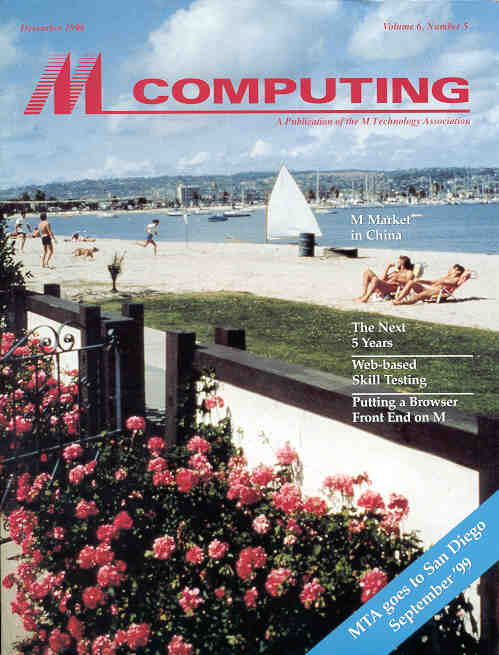 December 1998
Volume 6, Number 5
M COMPUTING
A Publication of the M Technology Association
M Market
in China
The Next
5 Years
Web-based
Skill Testing
Putting a Browser
Front End on M
MTA goes to San Diego
September '99